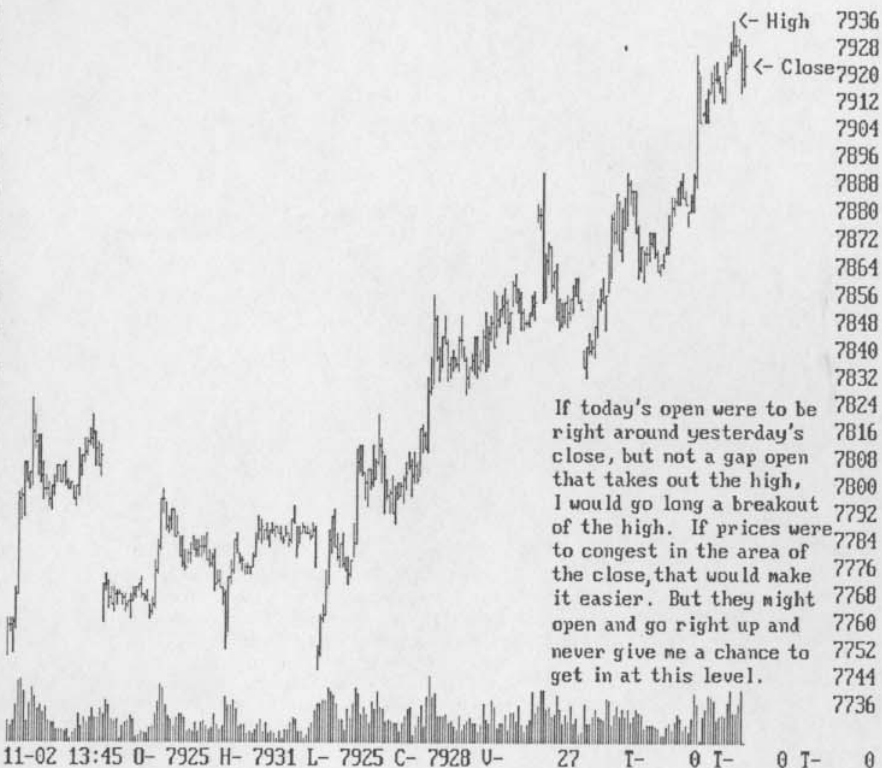 <- High
<- Close
7936
7928
7920
7912
7904
7896
7888
7880
7872
7864
7856
7848
7840
7832
7824
7816
7808
7800
7792
7784
7776
7768
7760
7752
7744
7736
If today's open were to be
right around yesterday's
close, but not a gap open
that takes out the high,
I would go long a breakout
of the high. If prices were
to congest in the area of
the close,that would make
it easier. But they might
open and go right up and
never give me a chance to
get in at this level.
11-02 13:45 O- 7925 H- 7931 L- 7925 C- 7928 V- 27 T- 0 T- 0 T- 0